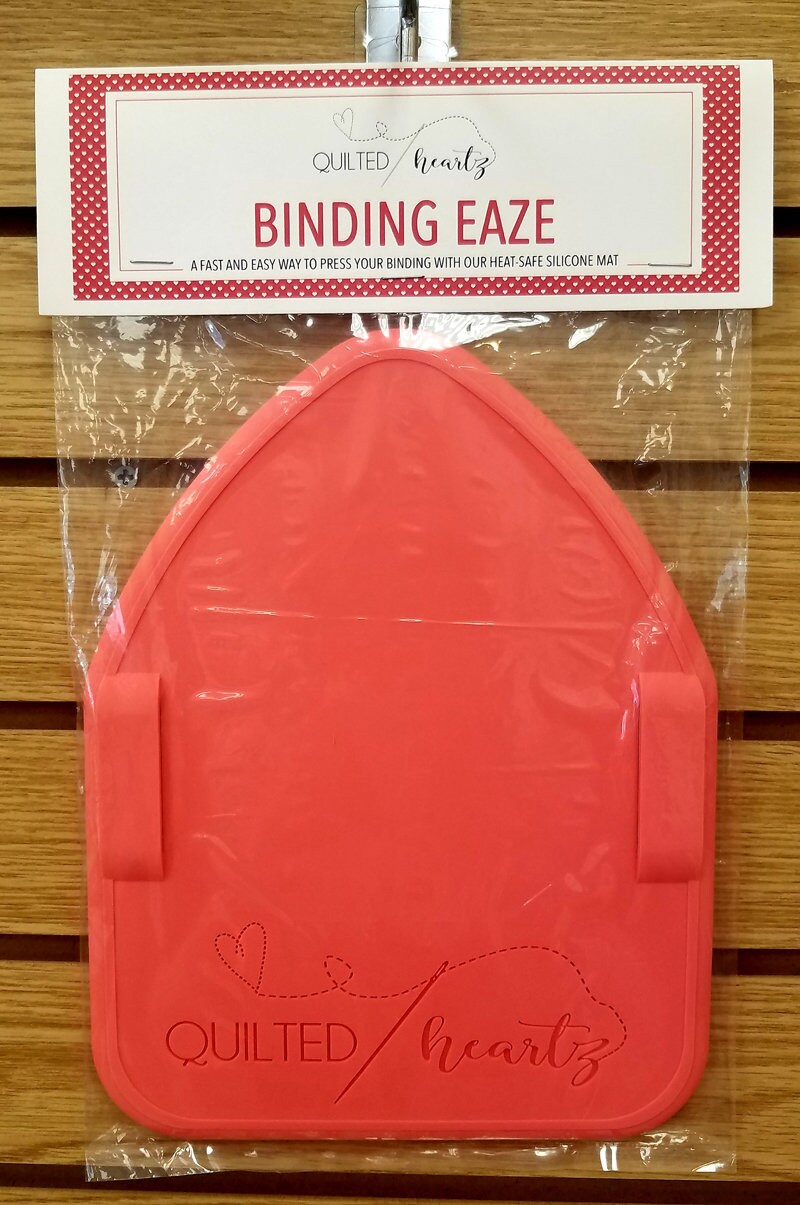 QUILTED heartz
BINDING EAZE
A FAST AND EASY WAY TO PRESS YOUR BINDING WITH OUR HEAT-SAFE SILICONE MAT
QUILTED heartz